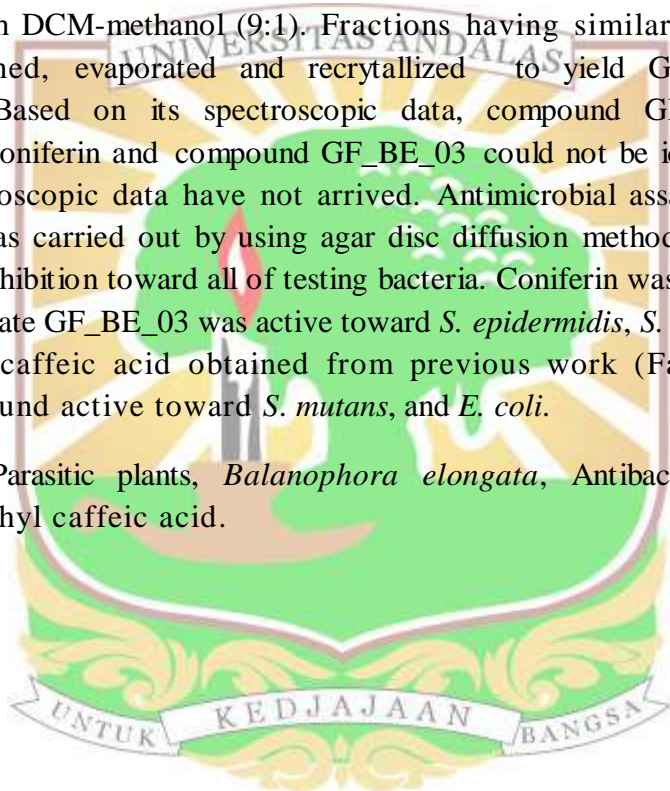 n DCM-methanol (9:1). Fractions having similar
UNIVERSITAS ANDALAS
ned, evaporated and recrytallized to yield G
Based on its spectroscopic data, compound G
oniferin and compound GF_BE_03 could not be i
oscopic data have not arrived. Antimicrobial ass
as carried out by using agar disc diffusion method
hibition toward all of testing bacteria. Coniferin was
ate GF_BE_03 was active toward S. epidermidis, S.
caffeic acid obtained from previous work (Fa
und active toward S. mutans, and E. coli.
Parasitic plants, Balanophora elongata, Antibac
hyl caffeic acid.
UNTUK KEDJAJAAN BANGSA